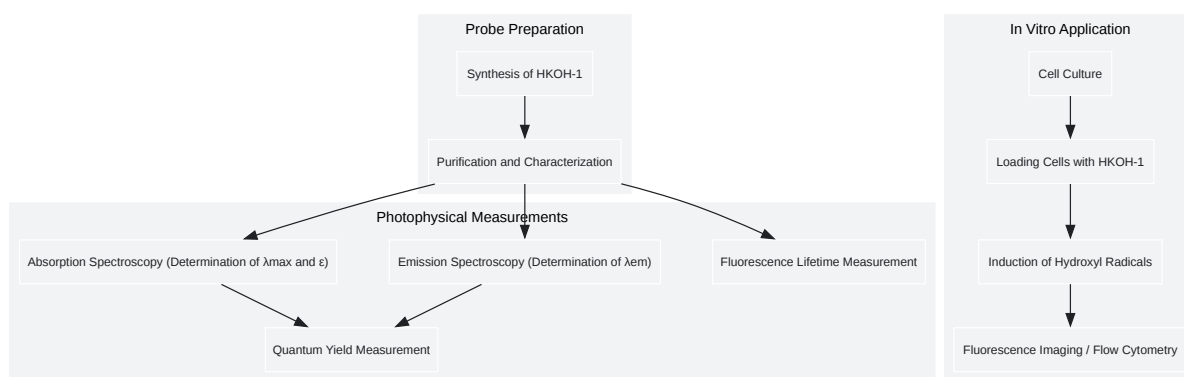 Probe Preparation
Synthesis of HKOH-1
Purification and Characterization
Photophysical Measurements
Absorption Spectroscopy (Determination of λmax and ε)
Emission Spectroscopy (Determination of λem)
Fluorescence Lifetime Measurement
Quantum Yield Measurement
In Vitro Application
Cell Culture
Loading Cells with HKOH-1
Induction of Hydroxyl Radicals
Fluorescence Imaging / Flow Cytometry